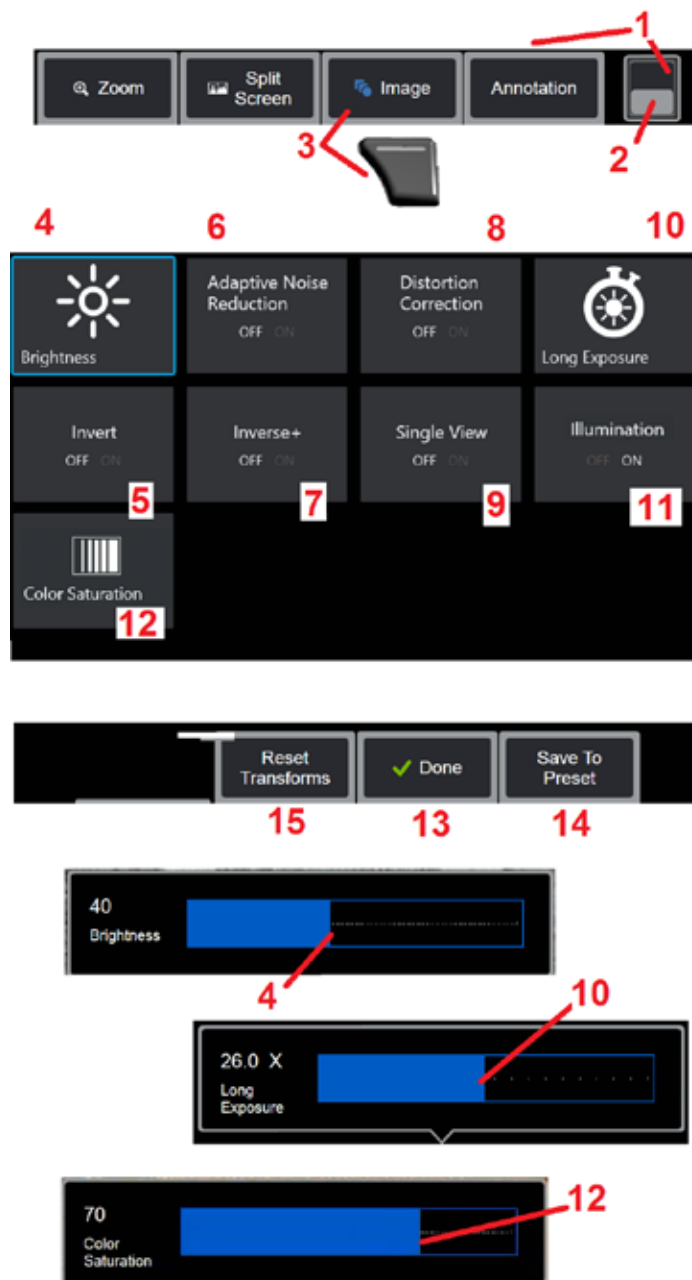 1
Zoom
Split
Screen
Image
Annotation
3
2
4
6
8
10
Brightness
Adaptive Noise
Reduction
OFF ON
Distortion
Correction
OFF ON
Long Exposure
Invert
OFF ON
5
Inverse+
OFF ON
7
Single View
OFF ON
9
Illumination
OFF ON
11
Color Saturation
12
Reset
Transforms
Done
Save To
Preset
15
13
14
40
Brightness
4
10
26.0 X
Long
Exposure
12
70
Color
Saturation